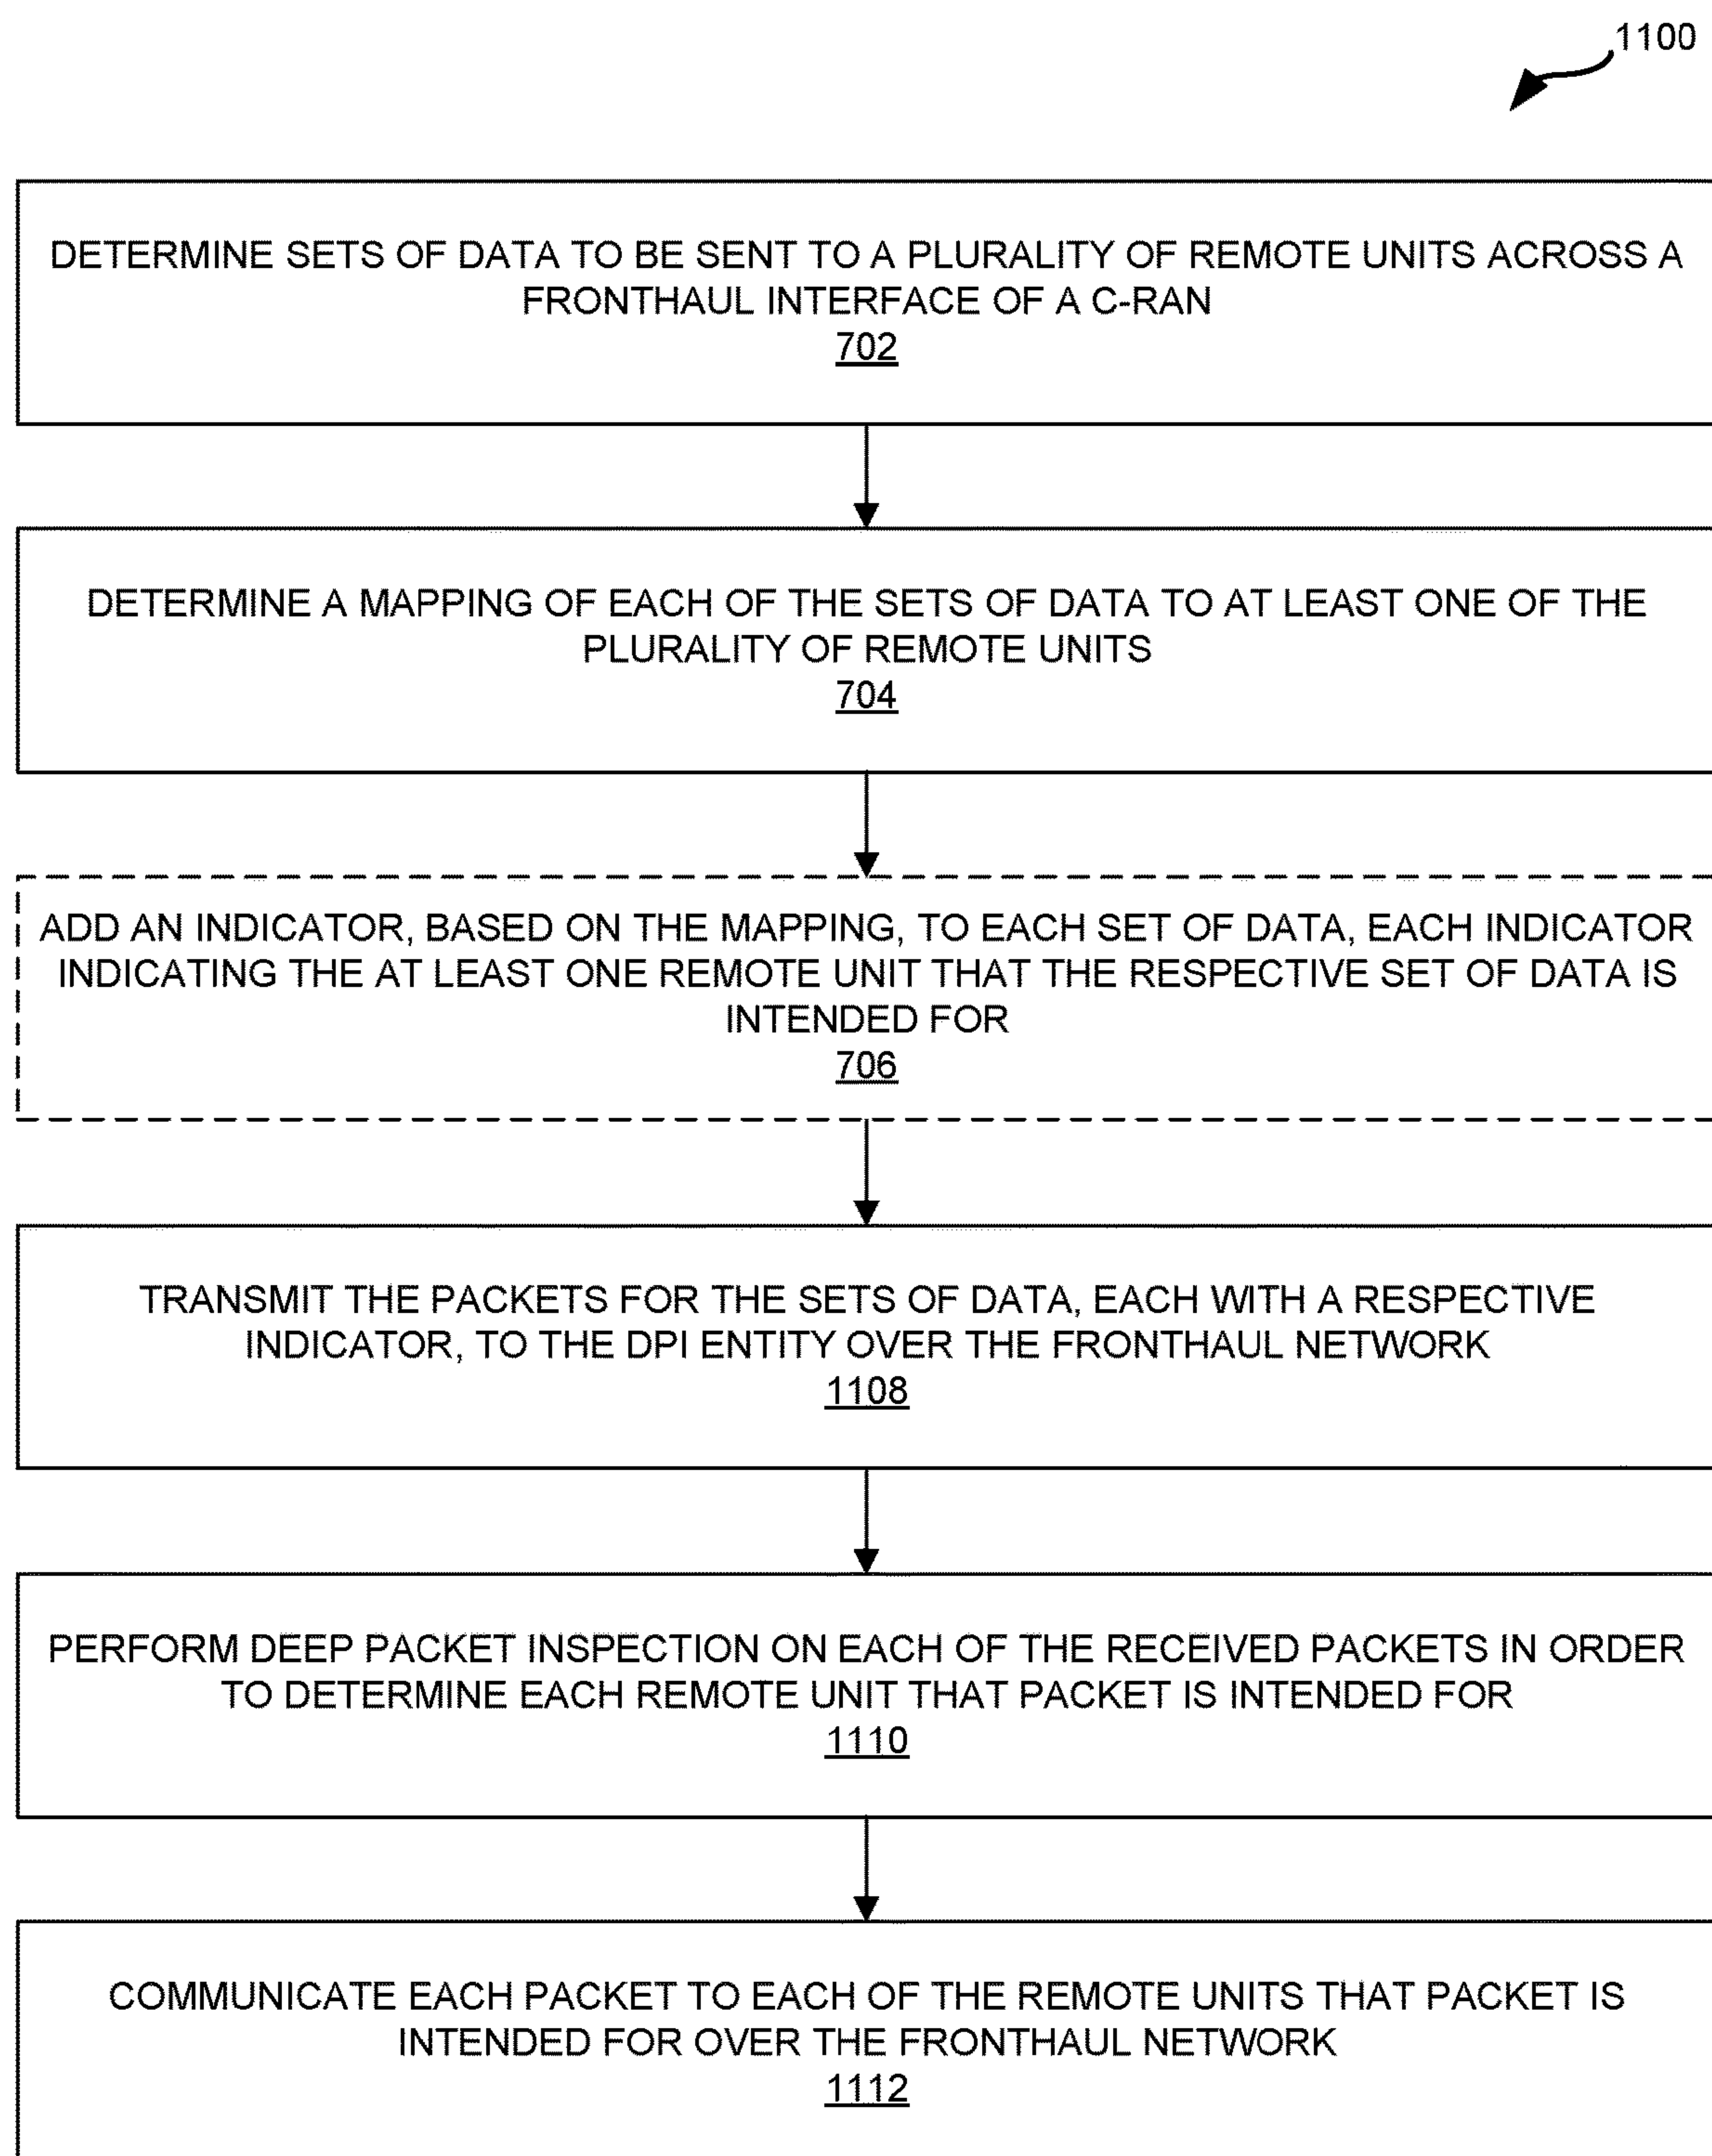 1100
DETERMINE SETS OF DATA TO BE SENT TO A PLURALITY OF REMOTE UNITS ACROSS A
FRONTHAUL INTERFACE OF A C-RAN
702
DETERMINE A MAPPING OF EACH OF THE SETS OF DATA TO AT LEAST ONE OF THE
PLURALITY OF REMOTE UNITS
704
ADD AN INDICATOR, BASED ON THE MAPPING, TO EACH SET OF DATA, EACH INDICATOR
INDICATING THE AT LEAST ONE REMOTE UNIT THAT THE RESPECTIVE SET OF DATA IS
INTENDED FOR
706
TRANSMIT THE PACKETS FOR THE SETS OF DATA, EACH WITH A RESPECTIVE
INDICATOR, TO THE DPI ENTITY OVER THE FRONTHAUL NETWORK
1108
PERFORM DEEP PACKET INSPECTION ON EACH OF THE RECEIVED PACKETS IN ORDER
TO DETERMINE EACH REMOTE UNIT THAT PACKET IS INTENDED FOR
1110
COMMUNICATE EACH PACKET TO EACH OF THE REMOTE UNITS THAT PACKET IS
INTENDED FOR OVER THE FRONTHAUL NETWORK
1112